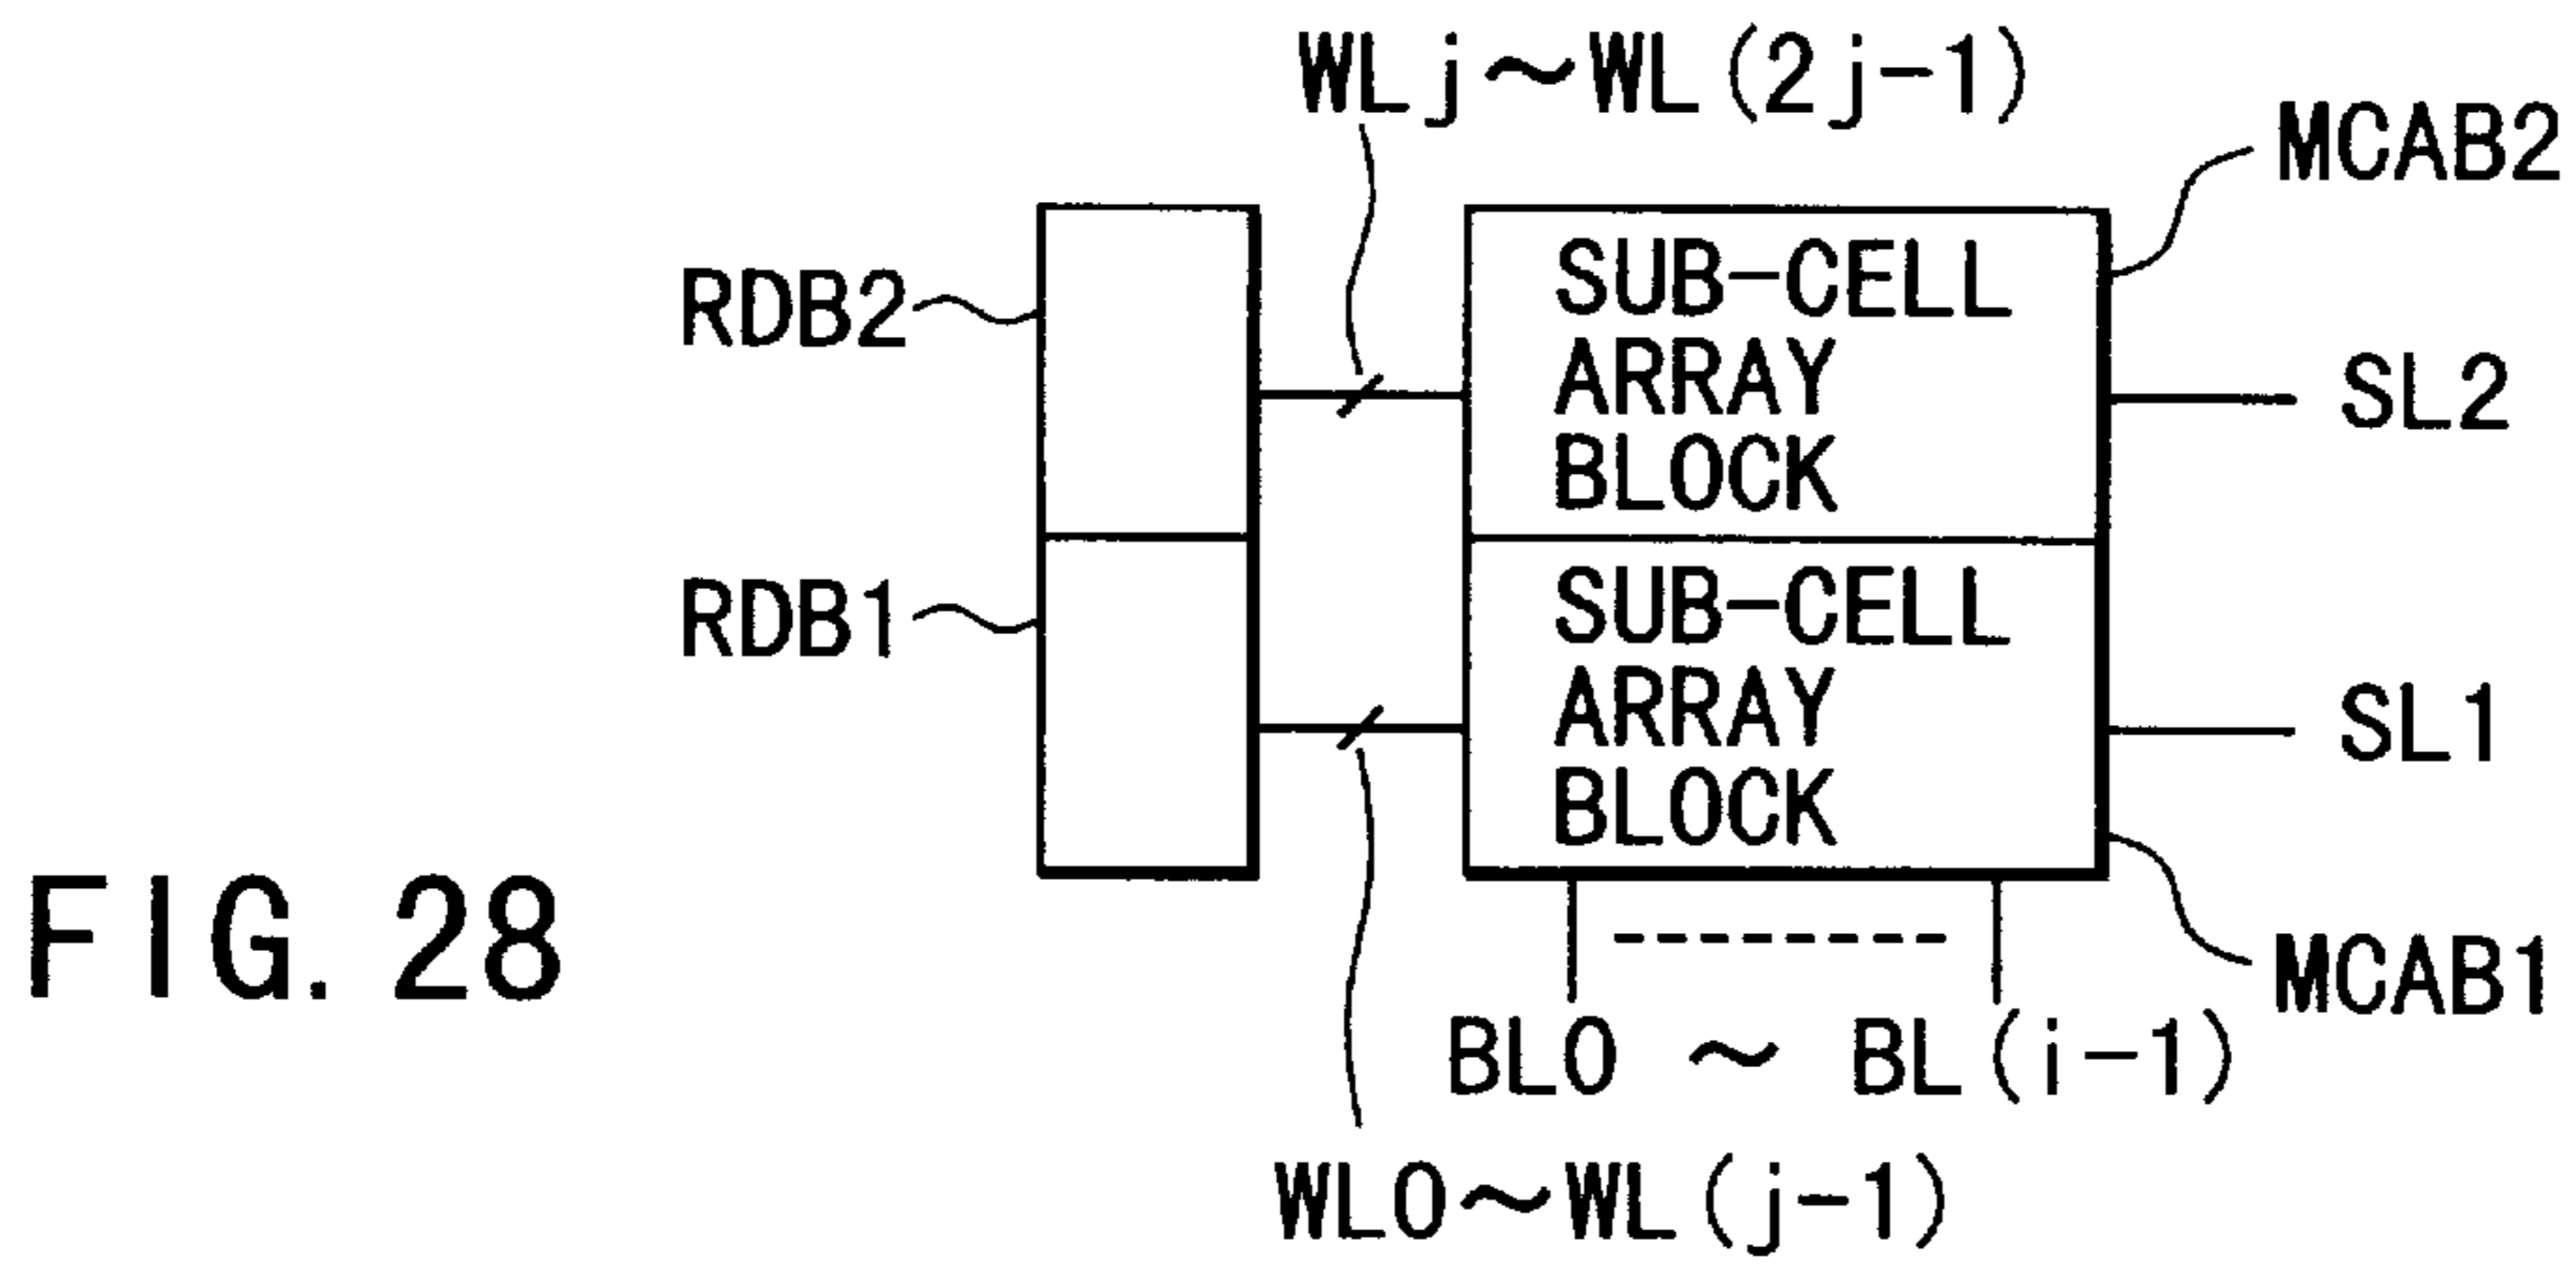 WLj～WL(2j-1)
MCAB2
RDB2
SUB-CELL
ARRAY
BLOCK
SL2
RDB1
SUB-CELL
ARRAY
BLOCK
SL1
MCAB1
BL0 ～ BL(i-1)
WL0～WL(j-1)
FIG. 28